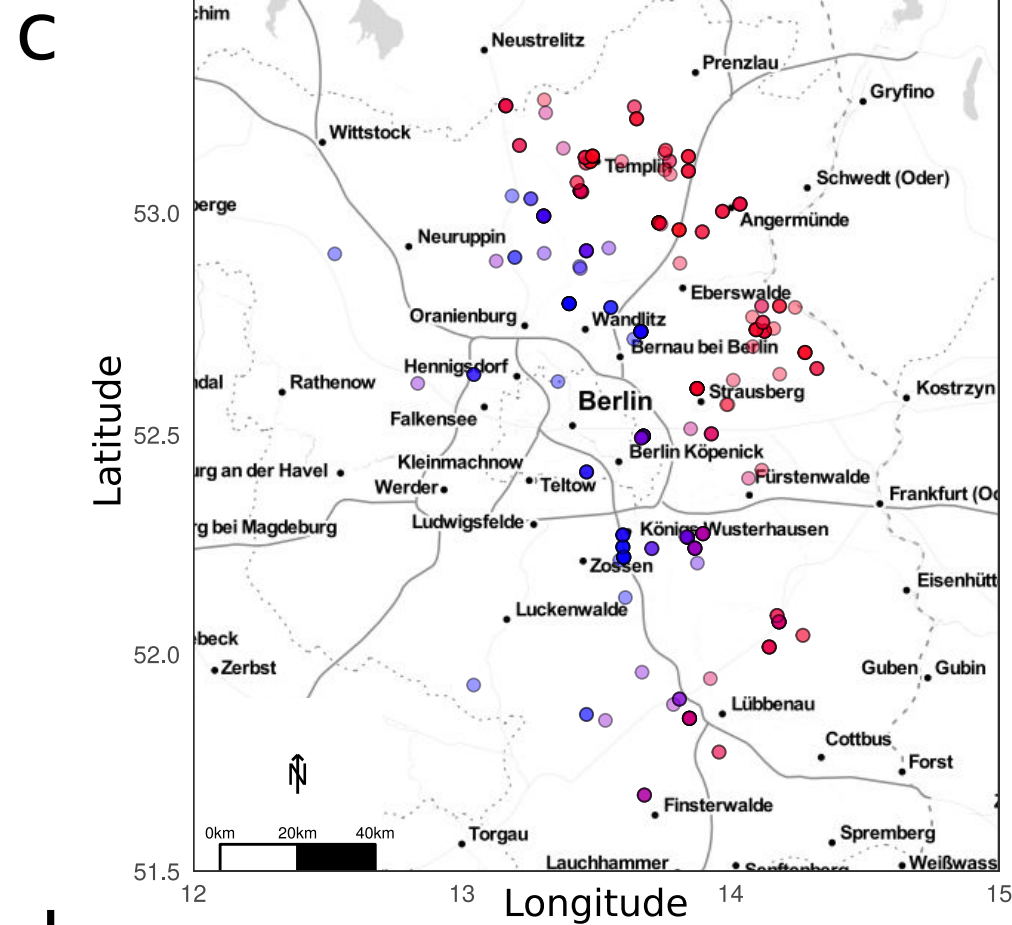 C
chim
Neustrelitz
Prenzlau
Gryfino
Wittstock
Templin
Schwedt (Oder)
53.0
berge
Angermünde
Neuruppin
Eberswalde
Oranienburg
Wandlitz
Bernau bei Berlin
Hennigsdorf
ndal
Rathenow
Strausberg
Kostrzyn
Berlin
Falkensee
52.5
Berlin Köpenick
Kleinmachnow
urg an der Havel
Fürstenwalde
Werder
Teltow
Frankfurt (Oc
Ludwigsfelde
Königs Wusterhausen
rg bei Magdeburg
Zossen
Eisenhütt
Luckenwalde
ebeck
52.0
Zerbst
Guben
Gubin
Lübbenau
Cottbus
Forst
N
Finsterwalde
0km 20km 40km
Torgau
Spremberg
Lauchhammer
Senftenberg
Weißwass
51.5
12 13 14 15
Longitude
Latitude